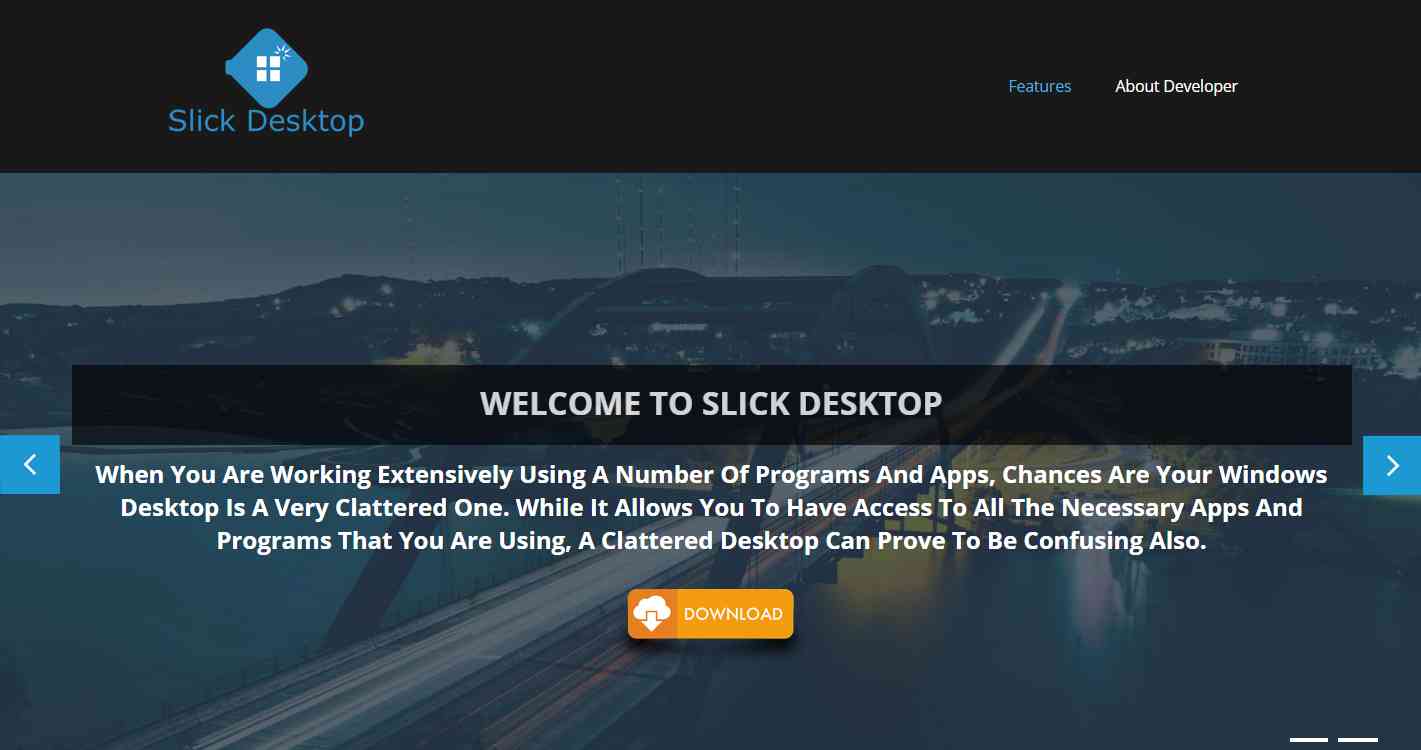 Slick Desktop
Features
About Developer
WELCOME TO SLICK DESKTOP
When You Are Working Extensively Using A Number Of Programs And Apps, Chances Are Your Windows
Desktop Is A Very Clattered One. While It Allows You To Have Access To All The Necessary Apps And
Programs That You Are Using, A Clattered Desktop Can Prove To Be Confusing Also.
DOWNLOAD